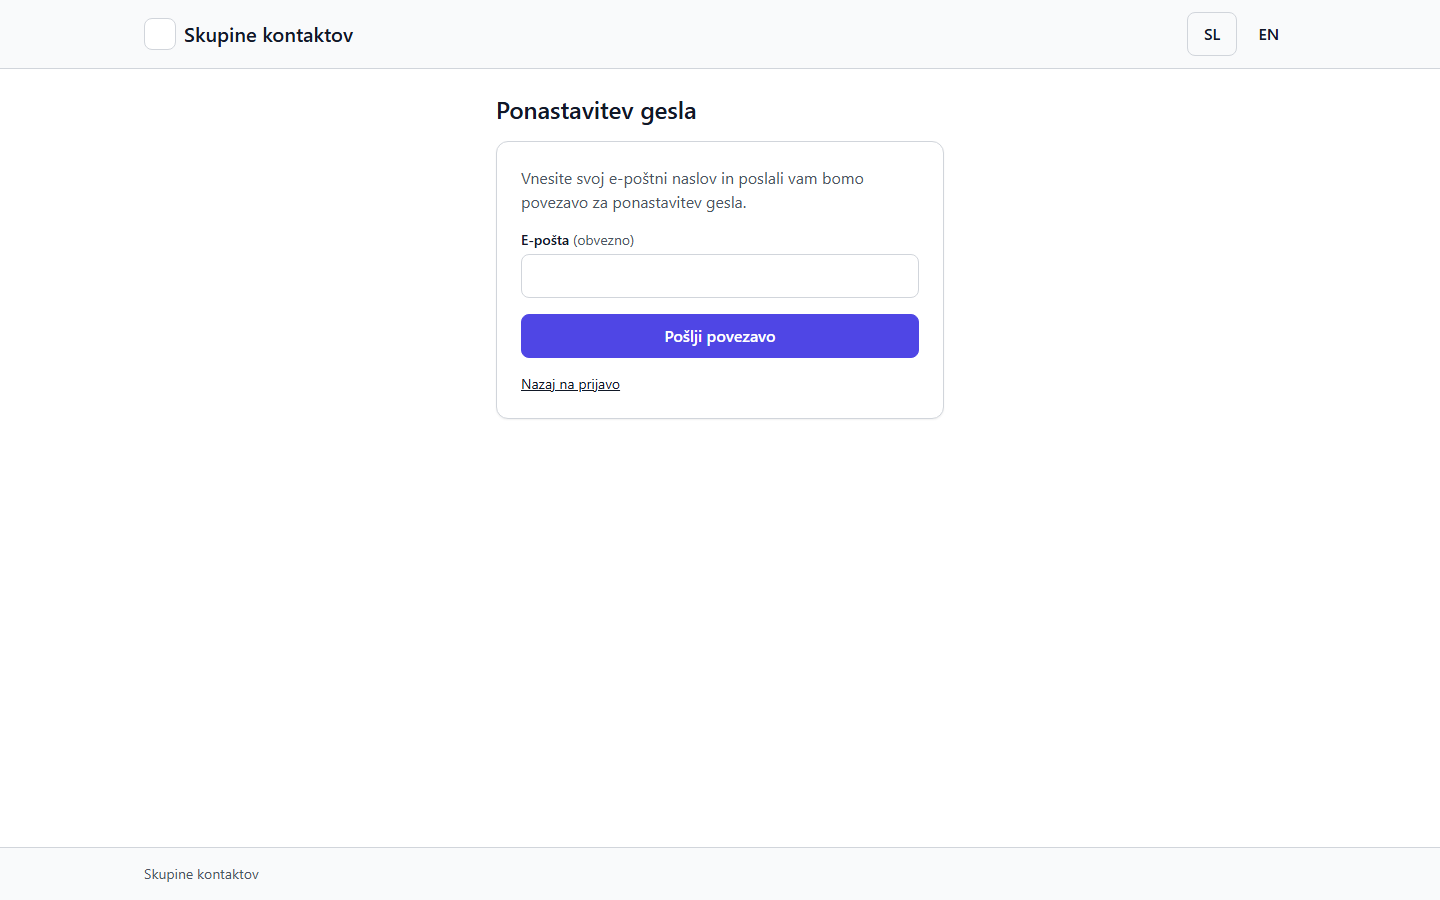 Skupine kontaktov
SL
EN
Ponastavitev gesla
Vnesite svoj e-poštni naslov in poslali vam bomo
povezavo za ponastavitev gesla.
E-pošta (obvezno)
Pošlji povezavo
Nazaj na prijavo
Skupine kontaktov